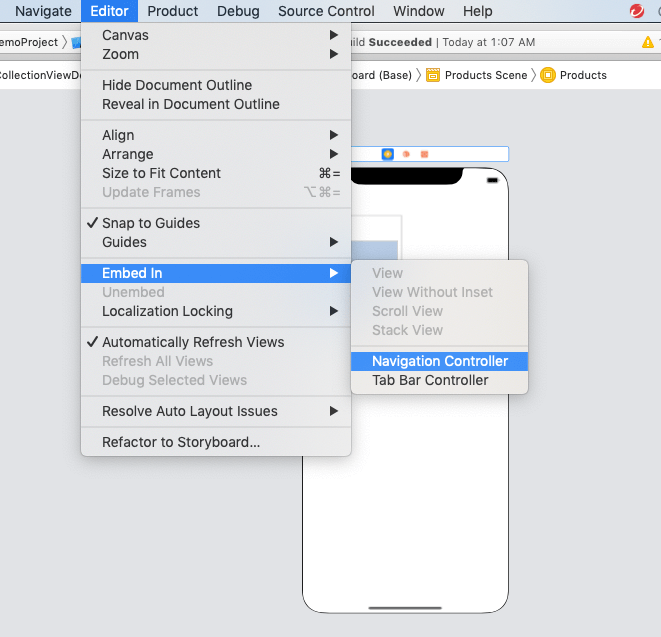 Navigate Editor Product Debug Source Control Window Help
emoProject ild Succeeded | Today at 1:07 AM
CollectionViewDe oard (Base) Products Scene Products
Canvas
Zoom
Hide Document Outline
Reveal in Document Outline
Align
Arrange
Size to Fit Content ⌘=
Update Frames ⌥⌘=
✓ Snap to Guides
Guides
Embed In
Unembed
Localization Locking
✓ Automatically Refresh Views
Refresh All Views
Debug Selected Views
Resolve Auto Layout Issues
Refactor to Storyboard...
View
View Without Inset
Scroll View
Stack View
Navigation Controller
Tab Bar Controller